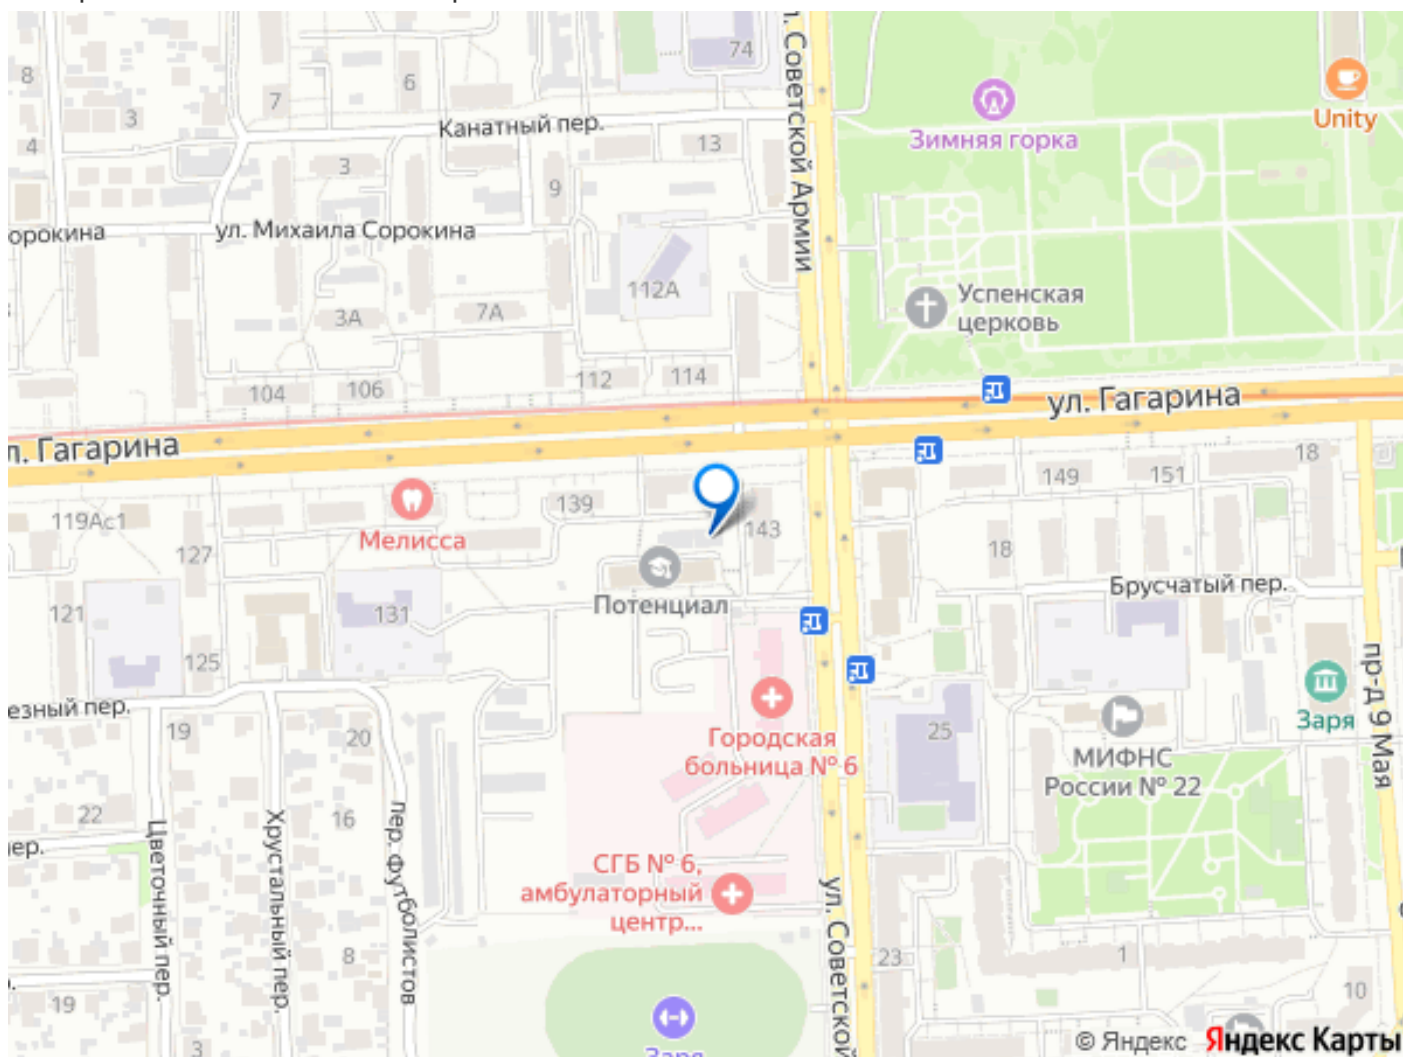 74
8
6
7
3
Unity
Канатный пер.
13
Зимняя горка
4
3
9
ул. Советской Армии
орокина
ул. Михаила Сорокина
112А
Успенская
церковь
3А
7А
104
106
112
114
ул. Гагарина
л. Гагарина
18
149
151
139
119Ас1
143
Мелисса
127
18
Потенциал
Брусчатый пер.
121
131
125
пр-д 9 Мая
езный пер.
Заря
19
20
Городская
больница № 6
25
МИФНС
России № 22
22
16
ер.
Цветочный пер.
Хрустальный пер.
Пер. Футболистов
СГБ № 6,
амбулаторный
центр...
ул. Советской
8
23
1
19
10
3
Заря
© Яндекс Яндекс Карты